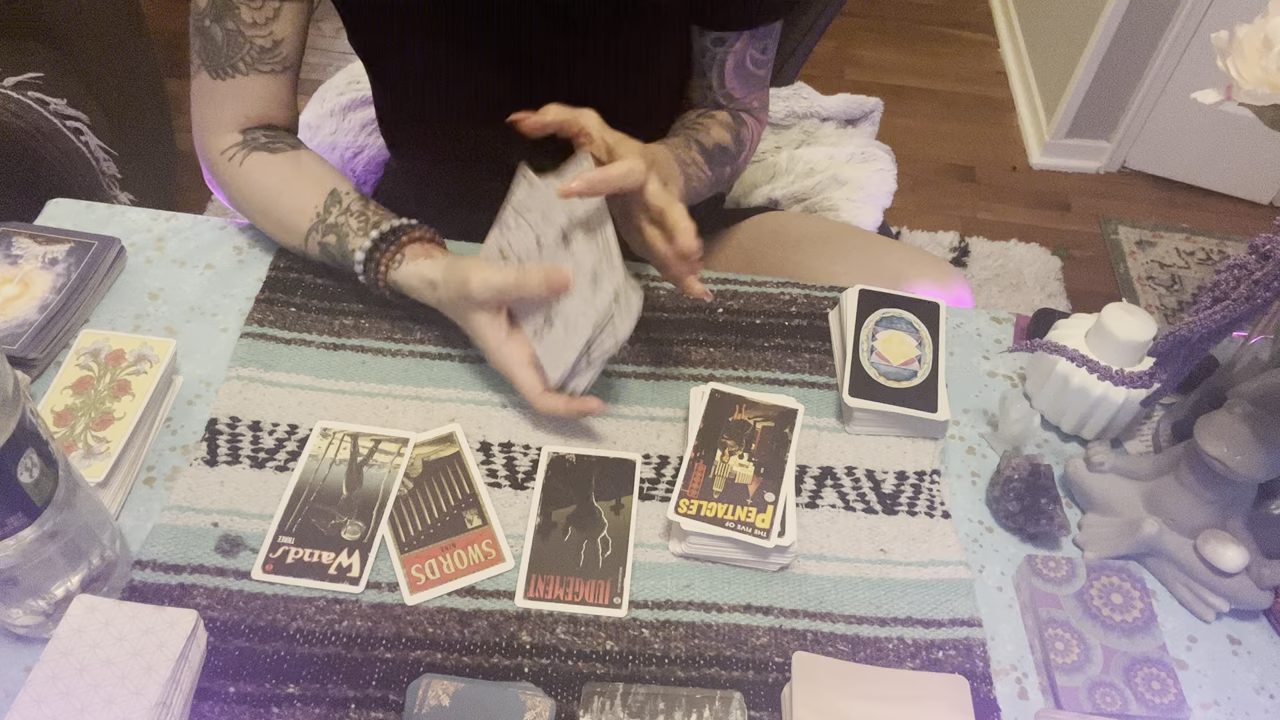 THREE
Wands
NINE
SWORDS
JUDGEMENT
THE FIVE OF
PENTACLES